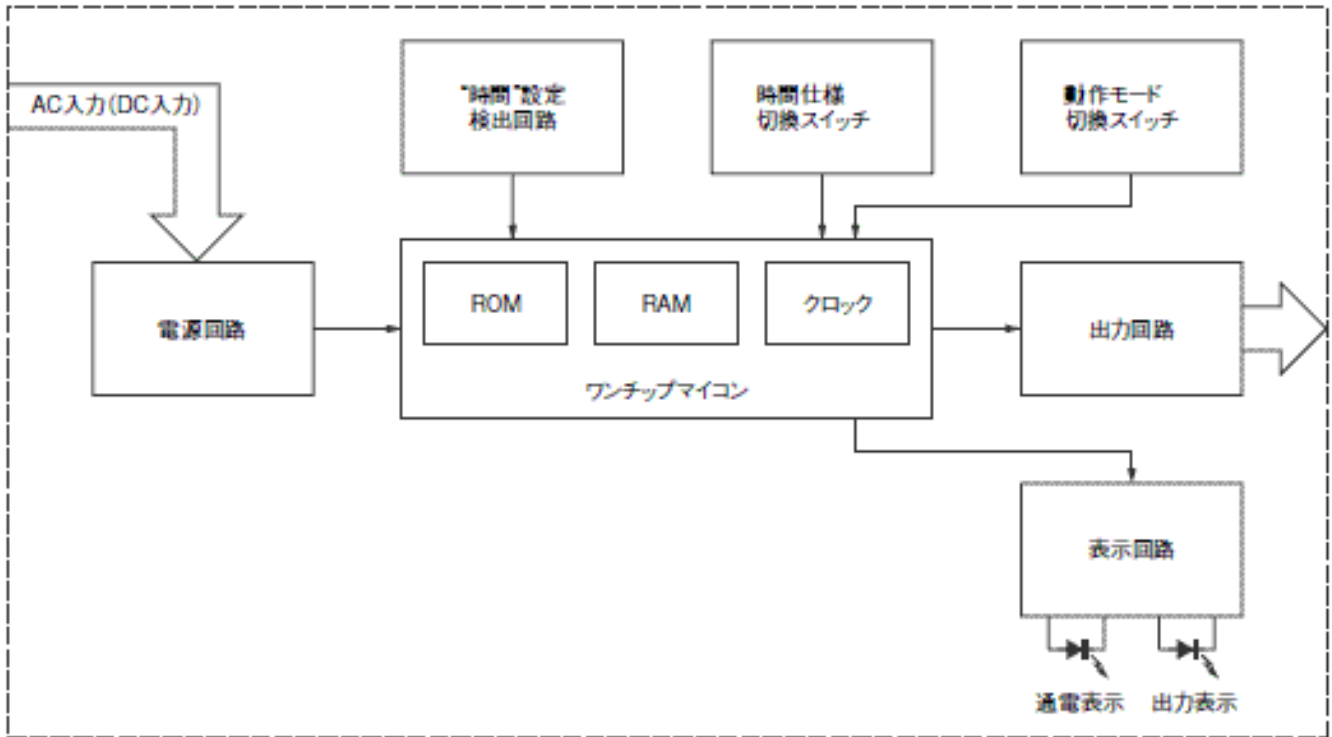 AC入力(DC入力)
"時間"設定
検出回路
時間仕様
切換スイッチ
動作モード
切換スイッチ
電源回路
ROM
RAM
クロック
ワンチップマイコン
出力回路
表示回路
通電表示
出力表示